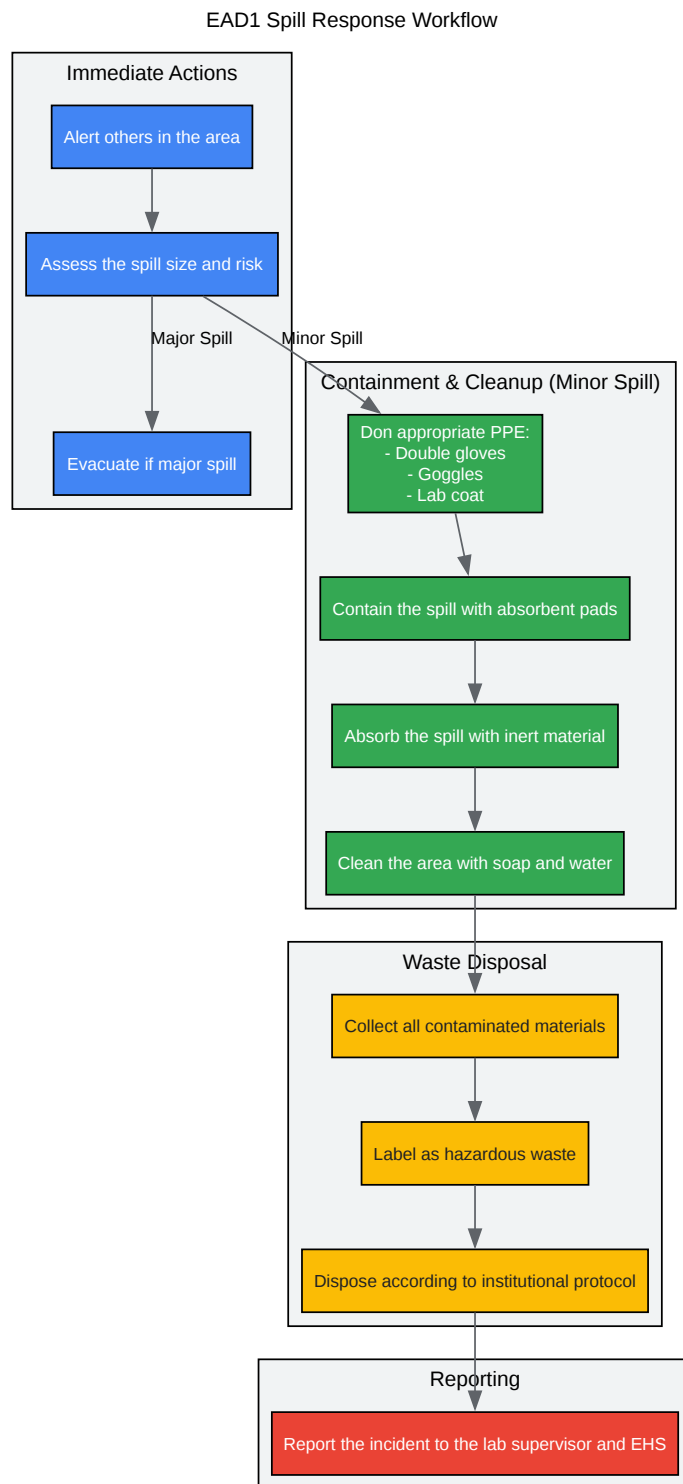 EAD1 Spill Response Workflow
Immediate Actions
Alert others in the area
Assess the spill size and risk
Major Spill
Minor Spill
Evacuate if major spill
Containment & Cleanup (Minor Spill)
Don appropriate PPE:
- Double gloves
- Goggles
- Lab coat
Contain the spill with absorbent pads
Absorb the spill with inert material
Clean the area with soap and water
Waste Disposal
Collect all contaminated materials
Label as hazardous waste
Dispose according to institutional protocol
Reporting
Report the incident to the lab supervisor and EHS